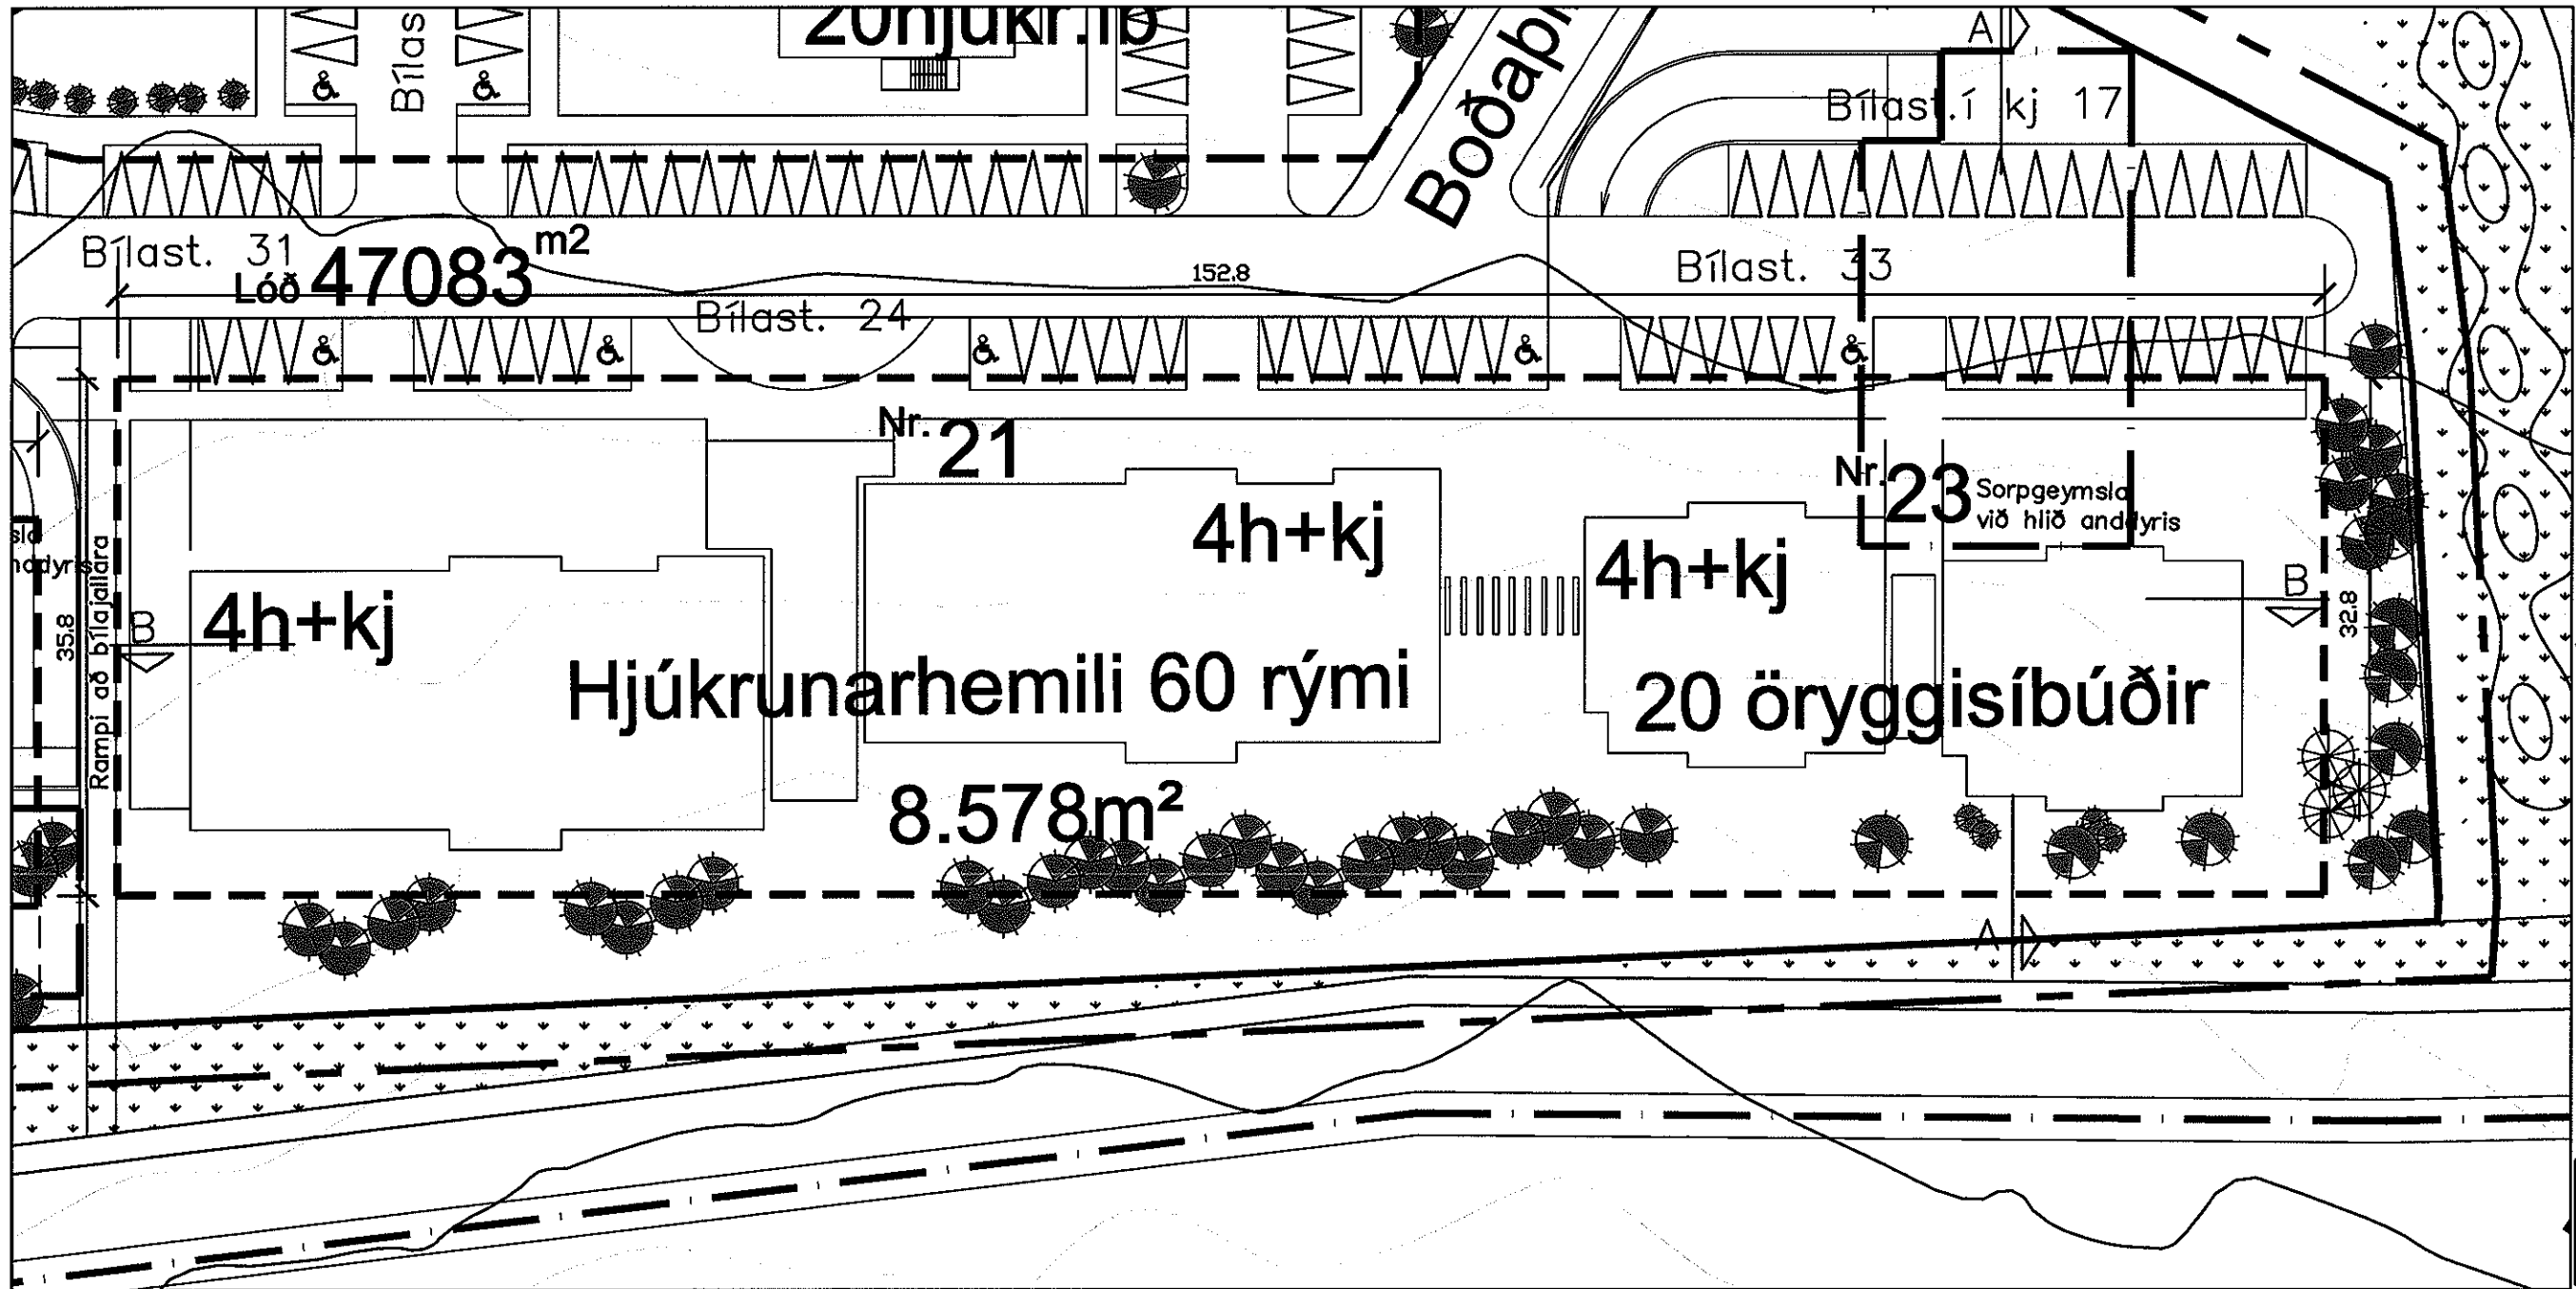 20hjúkr.íb
Bílas
A
Boðaþi
Bílast.í kj 17
Bílast. 31
Lóð 47083 m2
152.8
Bílast. 33
Bílast. 24
Nr. 21
Nr. 23
Sorpgeymsla
við hlið anddyris
4h+kj
4h+kj
4h+kj
Rampi að bílajallara
35.8
32.8
B
B
Hjúkrunarhemili 60 rými
20 öryggisíbúðir
8.578m²
A